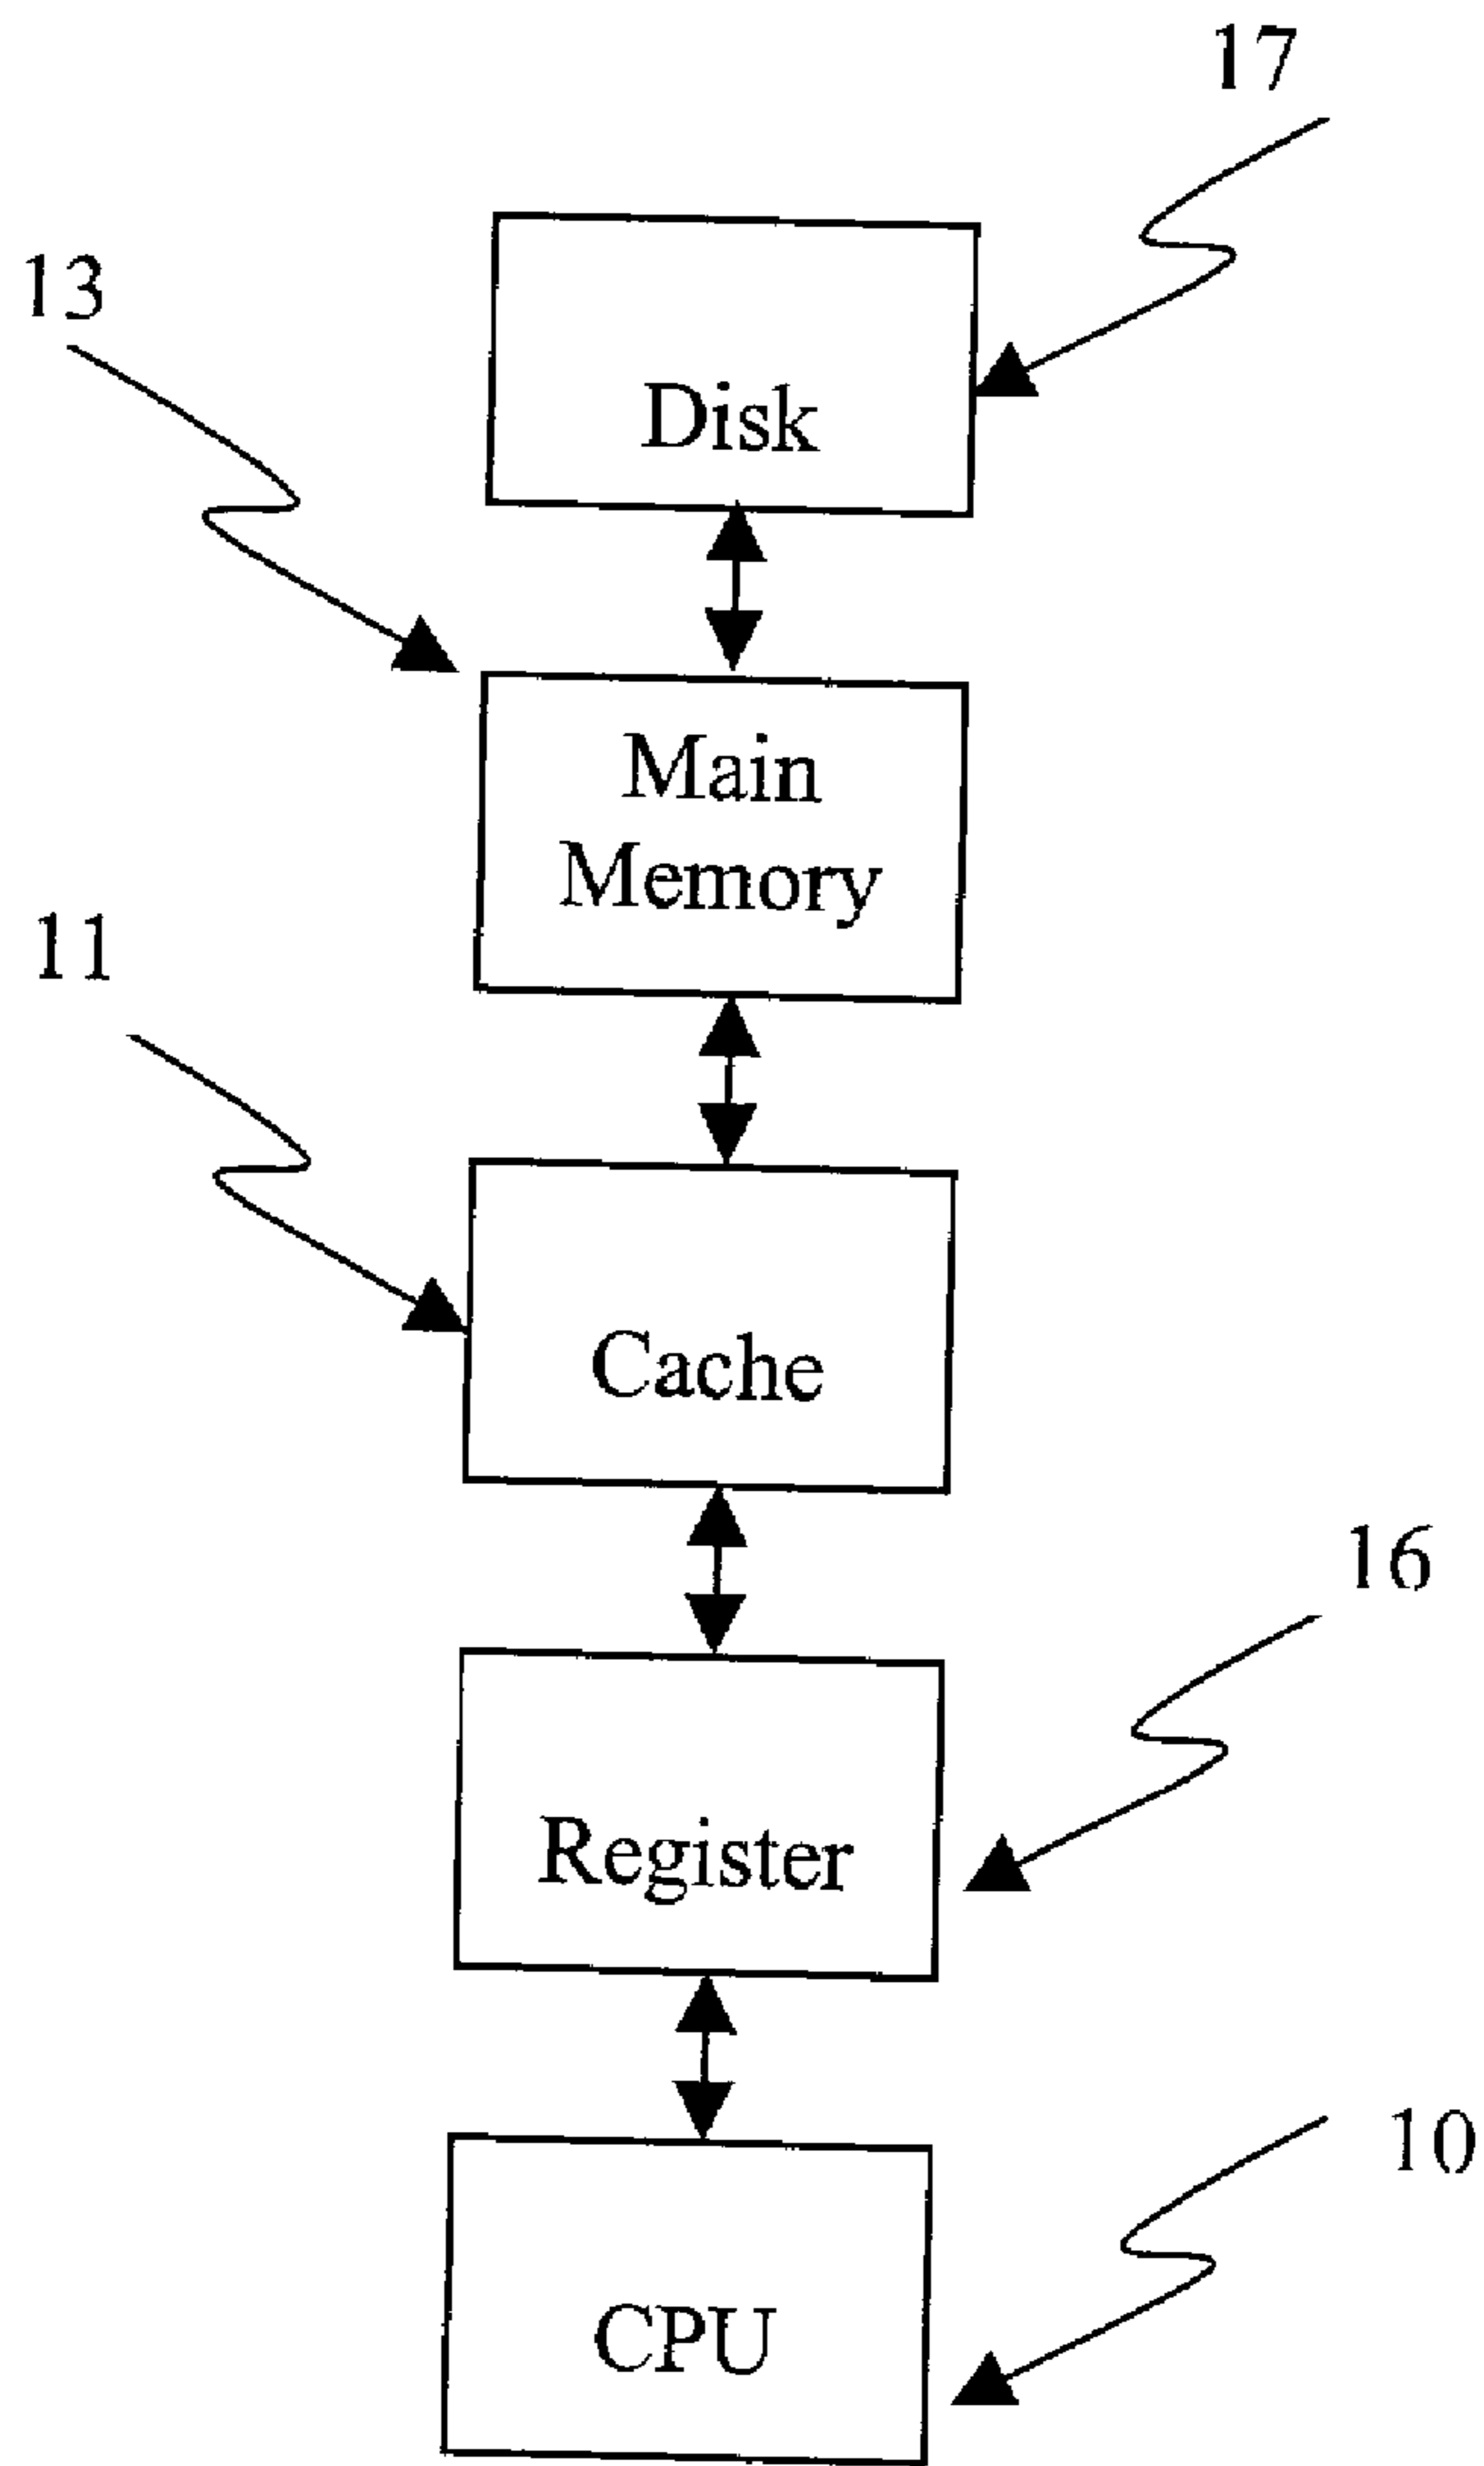 17
13
Disk
Main
Memory
11
Cache
16
Register
10
CPU